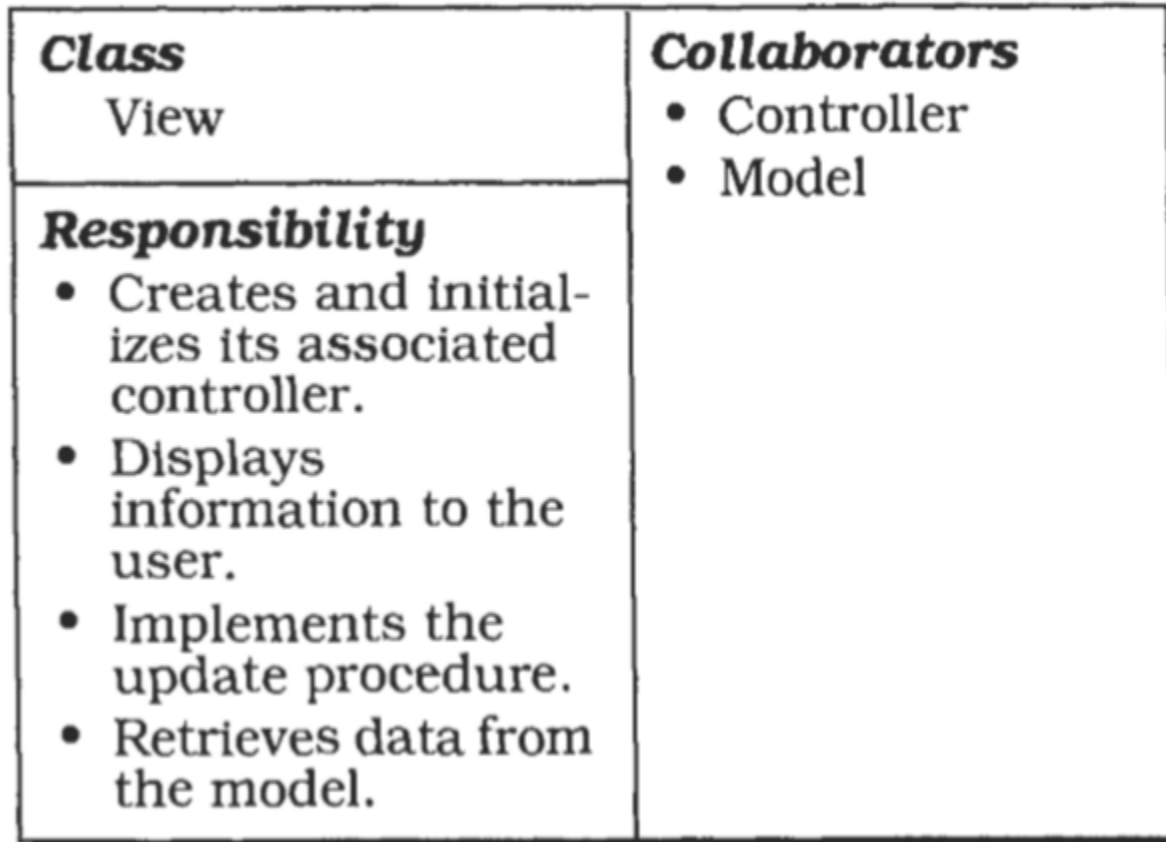 Class
View
Responsibility
• Creates and initial-
izes its associated
controller.
• Displays
information to the
user.
• Implements the
update procedure.
• Retrieves data from
the model.
Collaborators
• Controller
• Model